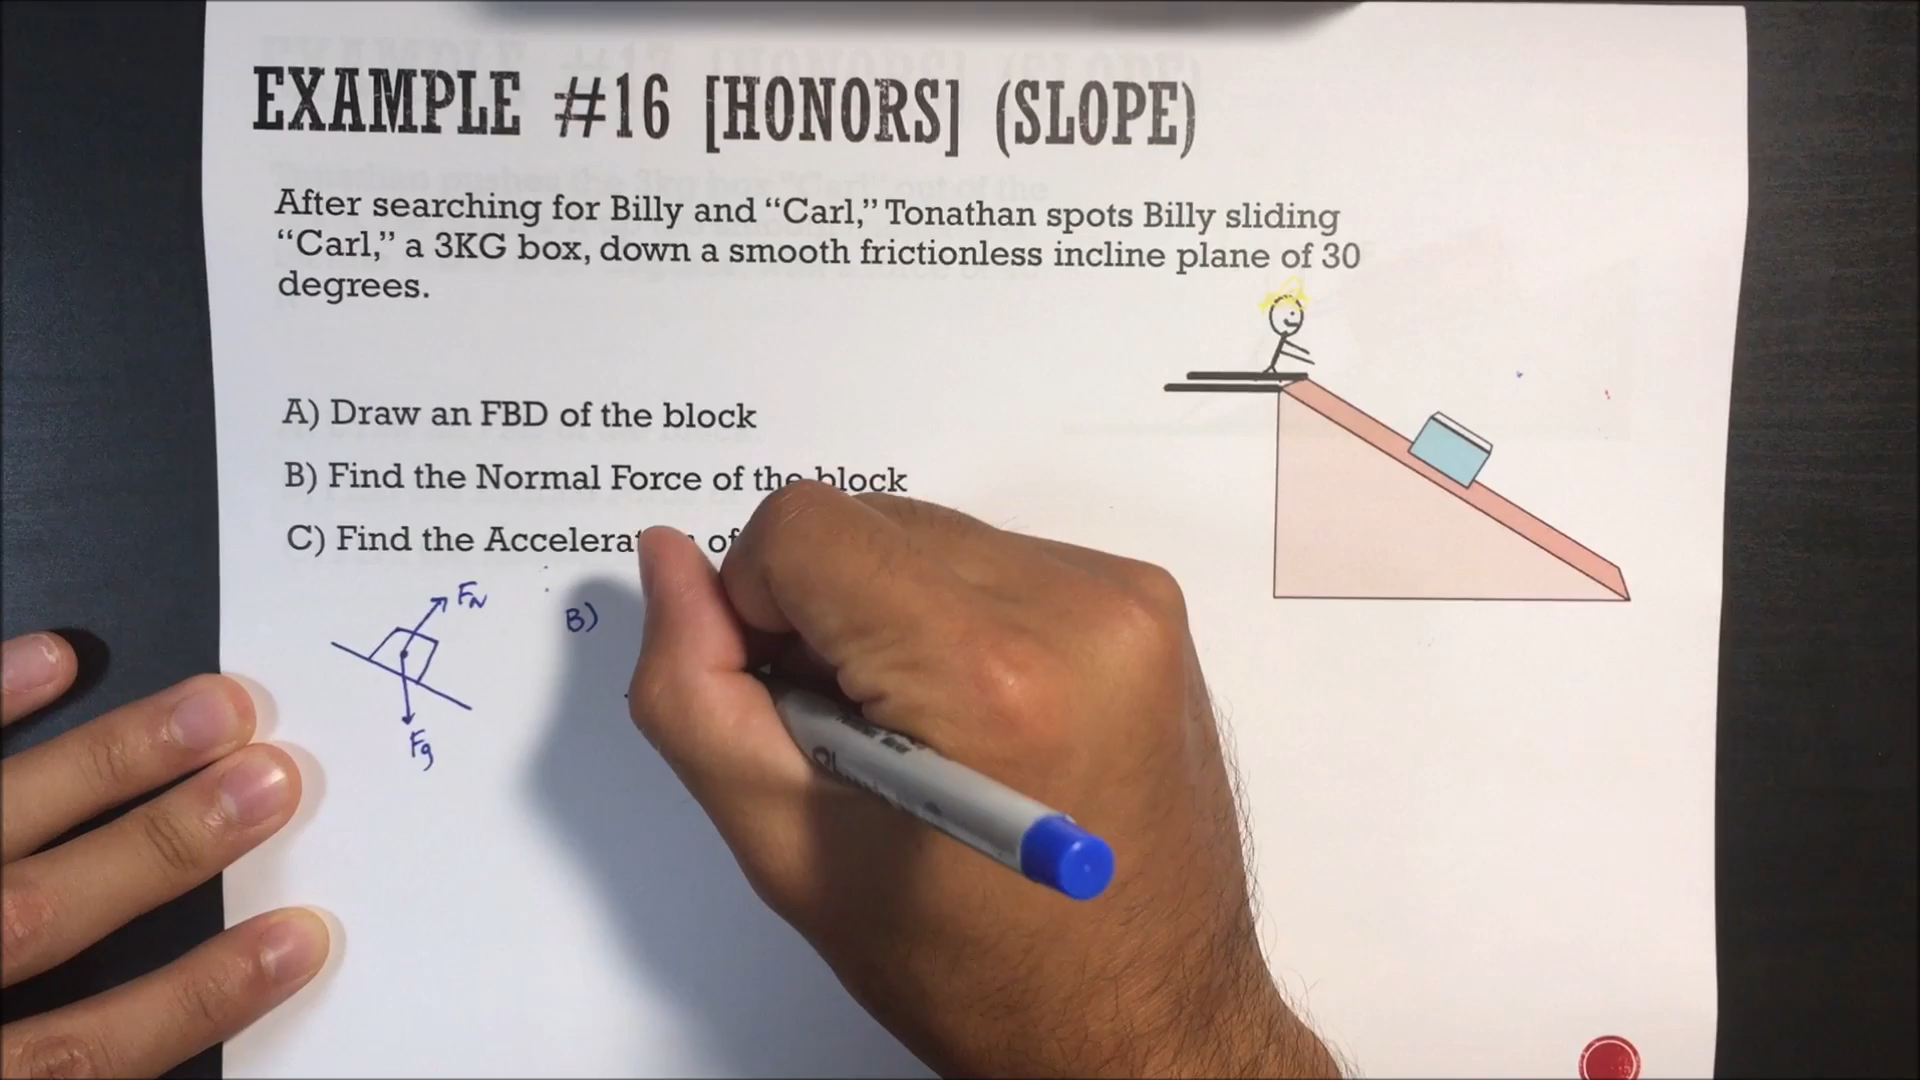 EXAMPLE #16 [HONORS] (SLOPE)
After searching for Billy and “Carl,” Tonathan spots Billy sliding
“Carl,” a 3KG box, down a smooth frictionless incline plane of 30
degrees.
A) Draw an FBD of the block
B) Find the Normal Force of the block
C) Find the of
FN
B)
Fg